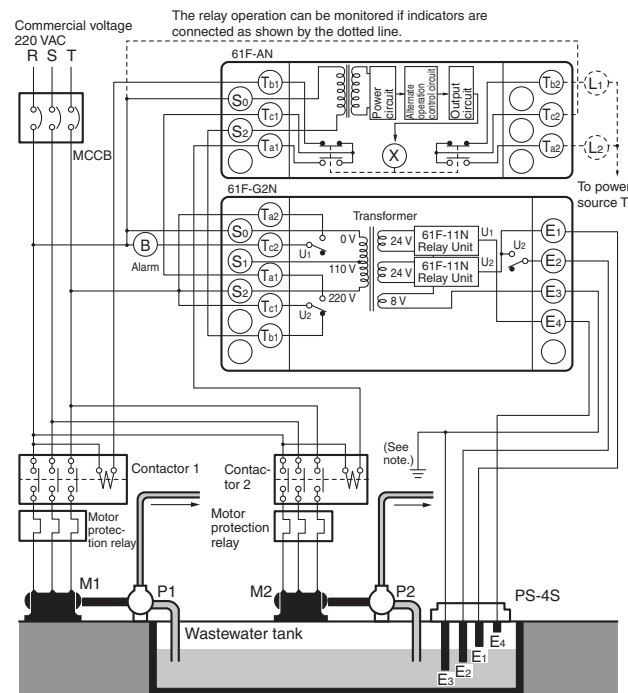 The relay operation can be monitored if indicators are
connected as shown by the dotted line.
Commercial voltage
220 VAC
R S T
MCCB
61F-AN
Tb1
S0
Tc1
S2
Ta1
Power circuit
Alternate operation control circuit
Output circuit
X
Tb2
Tc2
Ta2
L1
L2
To power
source T
61F-G2N
Ta2
S0
Tc2
S1
Ta1
S2
Tc1
Tb1
B
Alarm
U1
U2
Transformer
0 V
110 V
220 V
24 V
24 V
8 V
61F-11N
Relay Unit
U1
61F-11N
Relay Unit
U2
U2
E1
E2
E3
E4
(See
note.)
Contactor 1
Contac-
tor 2
Motor
protec-
tion relay
Motor
protection
relay
M1
P1
M2
P2
PS-4S
Wastewater tank
E4
E1
E2
E3